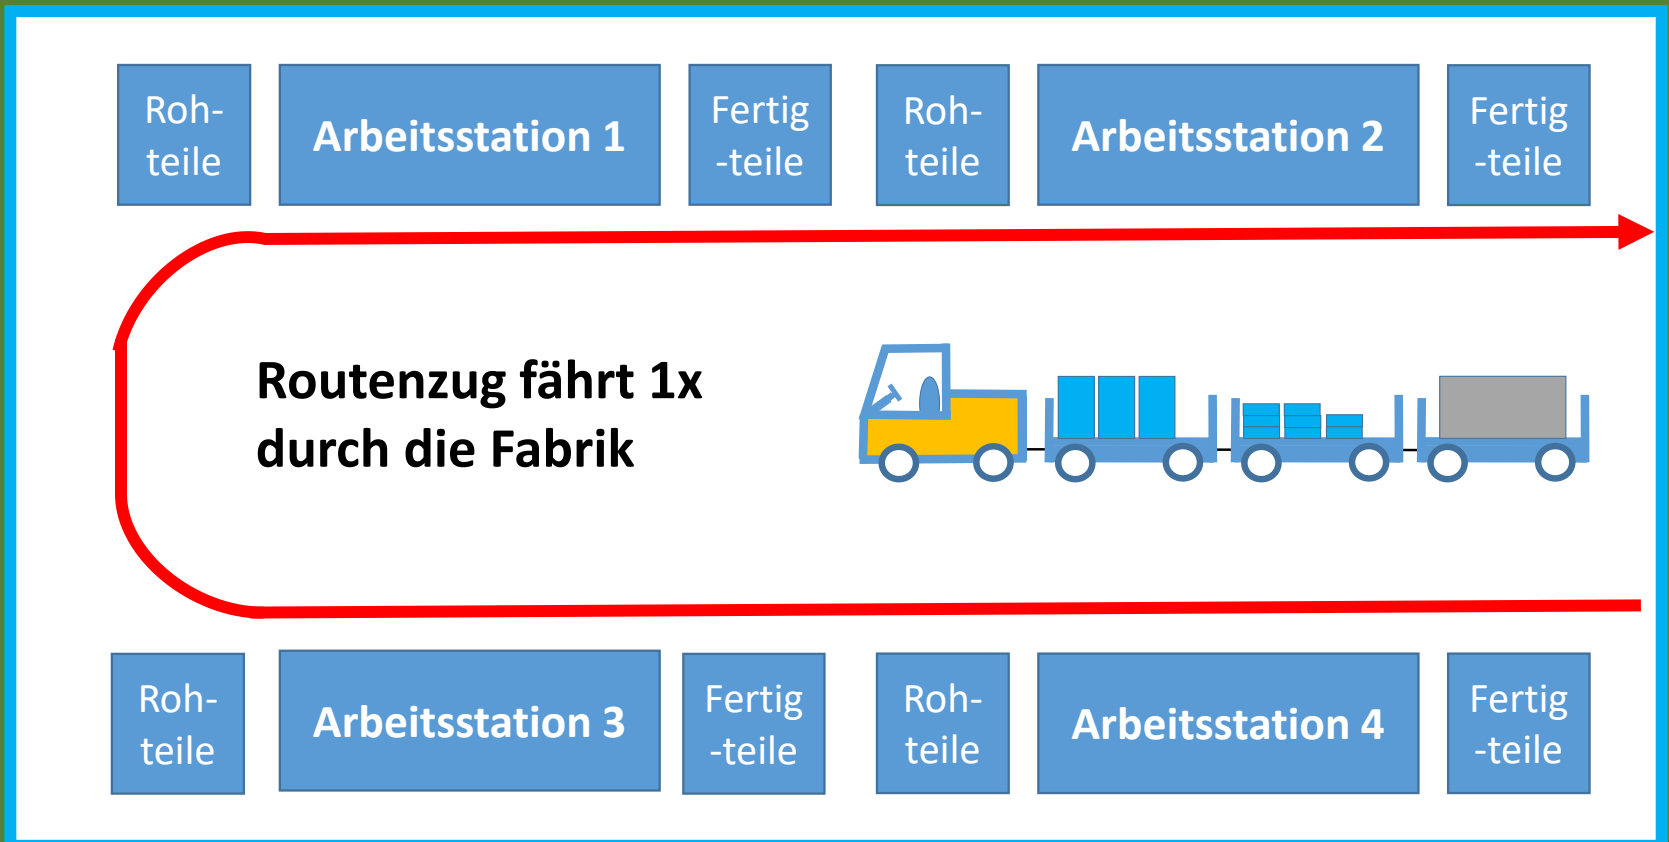 Roh-
teile
Arbeitsstation 1
Fertig
-teile
Roh-
teile
Arbeitsstation 2
Fertig
-teile
Routenzug fährt 1x
durch die Fabrik
Roh-
teile
Arbeitsstation 3
Fertig
-teile
Roh-
teile
Arbeitsstation 4
Fertig
-teile